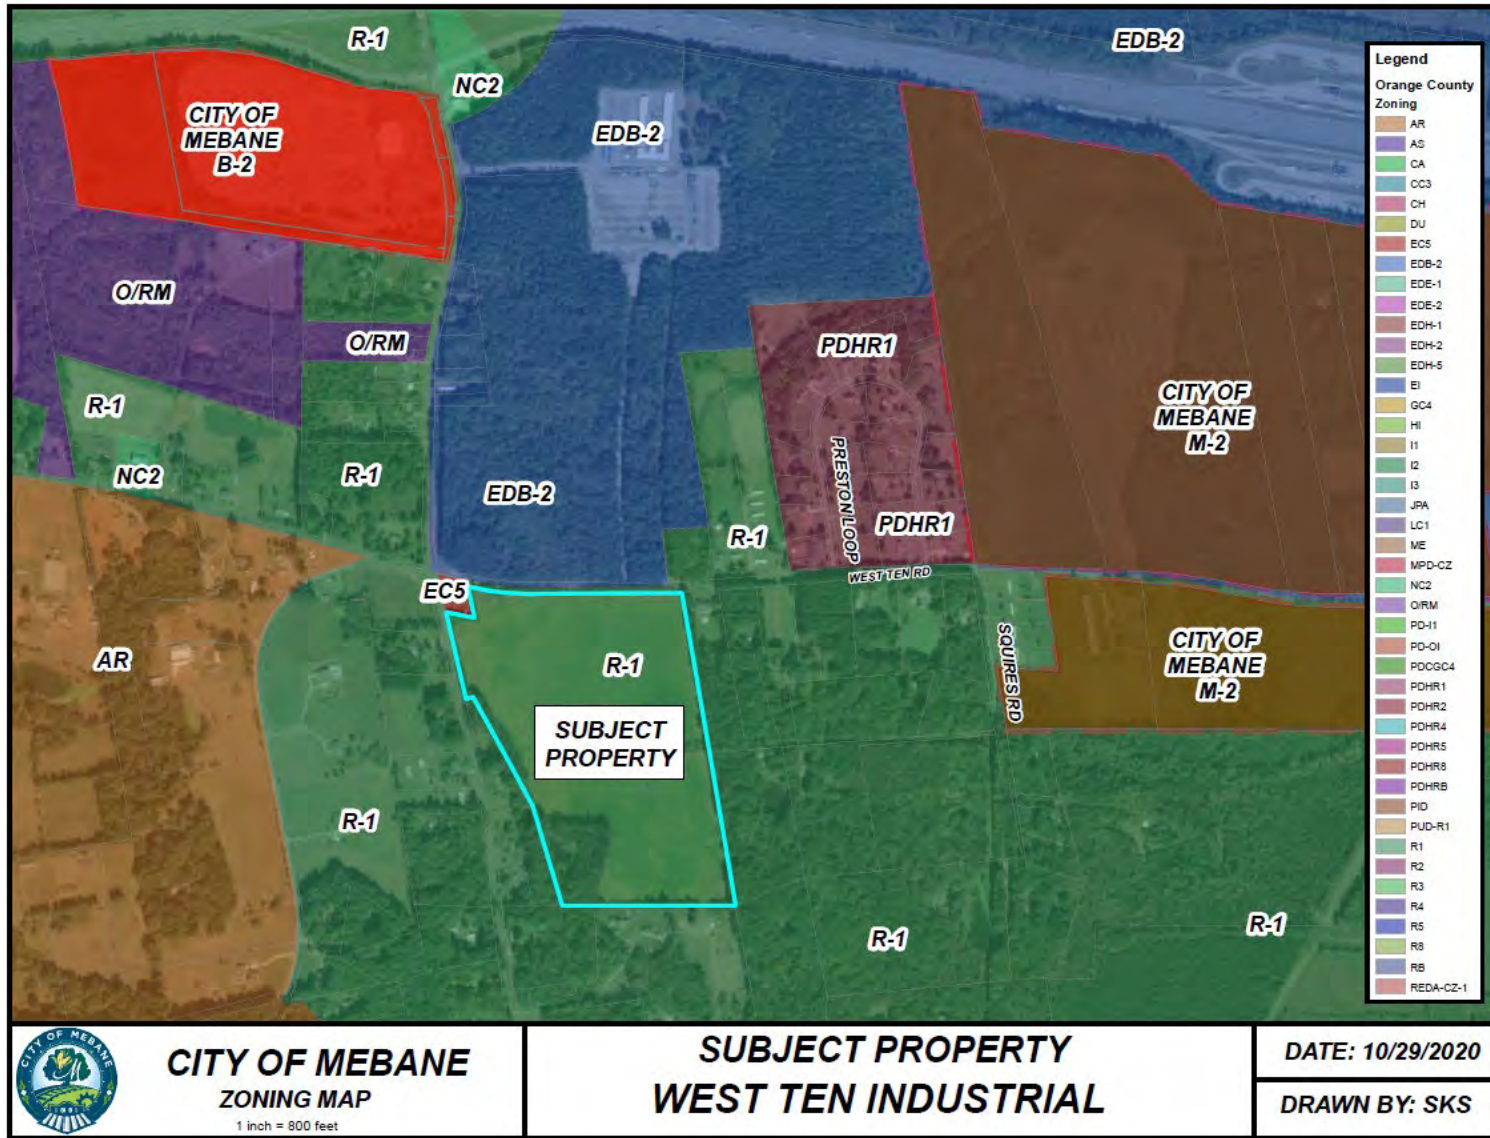 R-1
EDB-2
NC2
CITY OF
MEBANE
B-2
EDB-2
O/RM
O/RM
PDHR1
R-1
CITY OF
MEBANE
M-2
NC2
R-1
EDB-2
PRESTON LOOP
R-1
PDHR1
WEST TEN RD
EC5
AR
R-1
SQUIRES RD
CITY OF
MEBANE
M-2
SUBJECT
PROPERTY
R-1
R-1
R-1
Legend
Orange County
Zoning
AR
AS
CA
CC3
CH
DU
EC5
EDB-2
EDE-1
EDE-2
EDH-1
EDH-2
EDH-5
EI
GC4
HI
I1
I2
I3
JPA
LC1
ME
MPD-CZ
NC2
O/RM
PD-I1
PD-OI
PDCGC4
PDHR1
PDHR2
PDHR4
PDHR5
PDHR8
PDHRB
PID
PUD-R1
R1
R2
R3
R4
R5
R8
RB
REDA-CZ-1
CITY OF MEBANE
CITY OF MEBANE
ZONING MAP
1 inch = 800 feet
SUBJECT PROPERTY
WEST TEN INDUSTRIAL
DATE: 10/29/2020
DRAWN BY: SKS